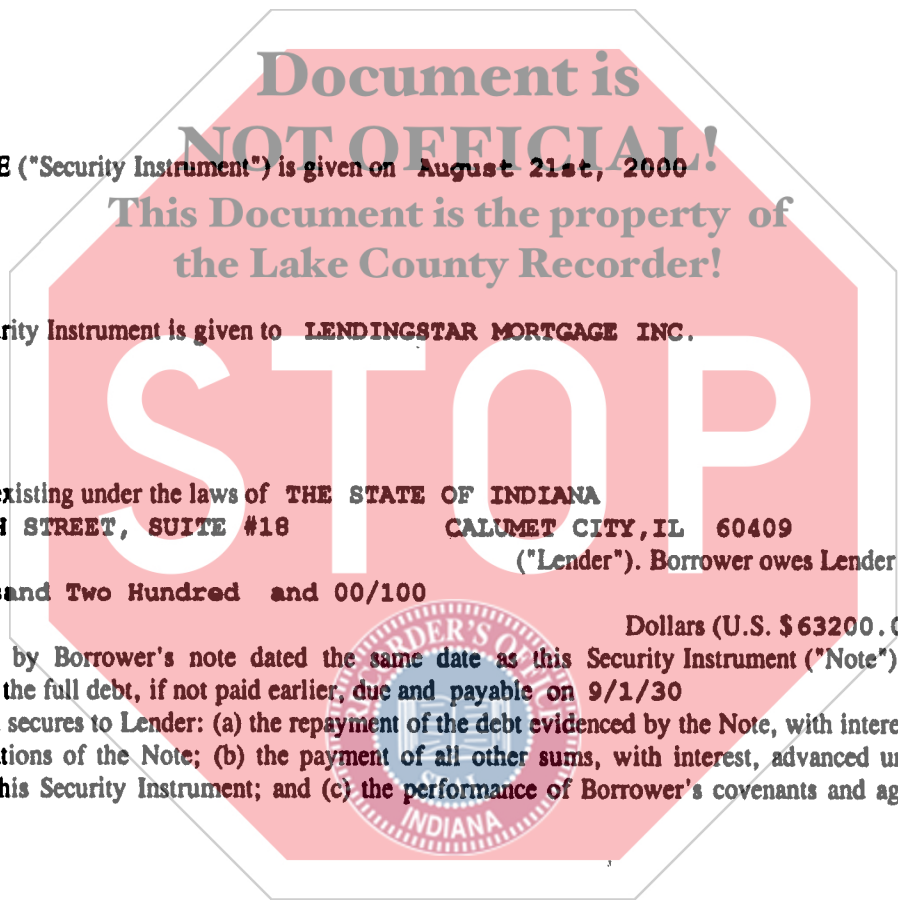 Document is
NOT OFFICIAL!
E ("Security Instrument") is given on August 21st, 2000
This Document is the property of
the Lake County Recorder!
rity Instrument is given to LENDINGSTAR MORTGAGE INC.
STOP
existing under the laws of THE STATE OF INDIANA
H STREET, SUITE #18 CALUMET CITY, IL 60409
("Lender"). Borrower owes Lender
sand Two Hundred and 00/100
Dollars (U.S. $63200.0
by Borrower's note dated the same date as this Security Instrument ("Note")
the full debt, if not paid earlier, due and payable on 9/1/30
secures to Lender: (a) the repayment of the debt evidenced by the Note, with intere
tions of the Note; (b) the payment of all other sums, with interest, advanced un
his Security Instrument; and (c) the performance of Borrower's covenants and ag
RECORDER'S OFFICE
SEAL
INDIANA